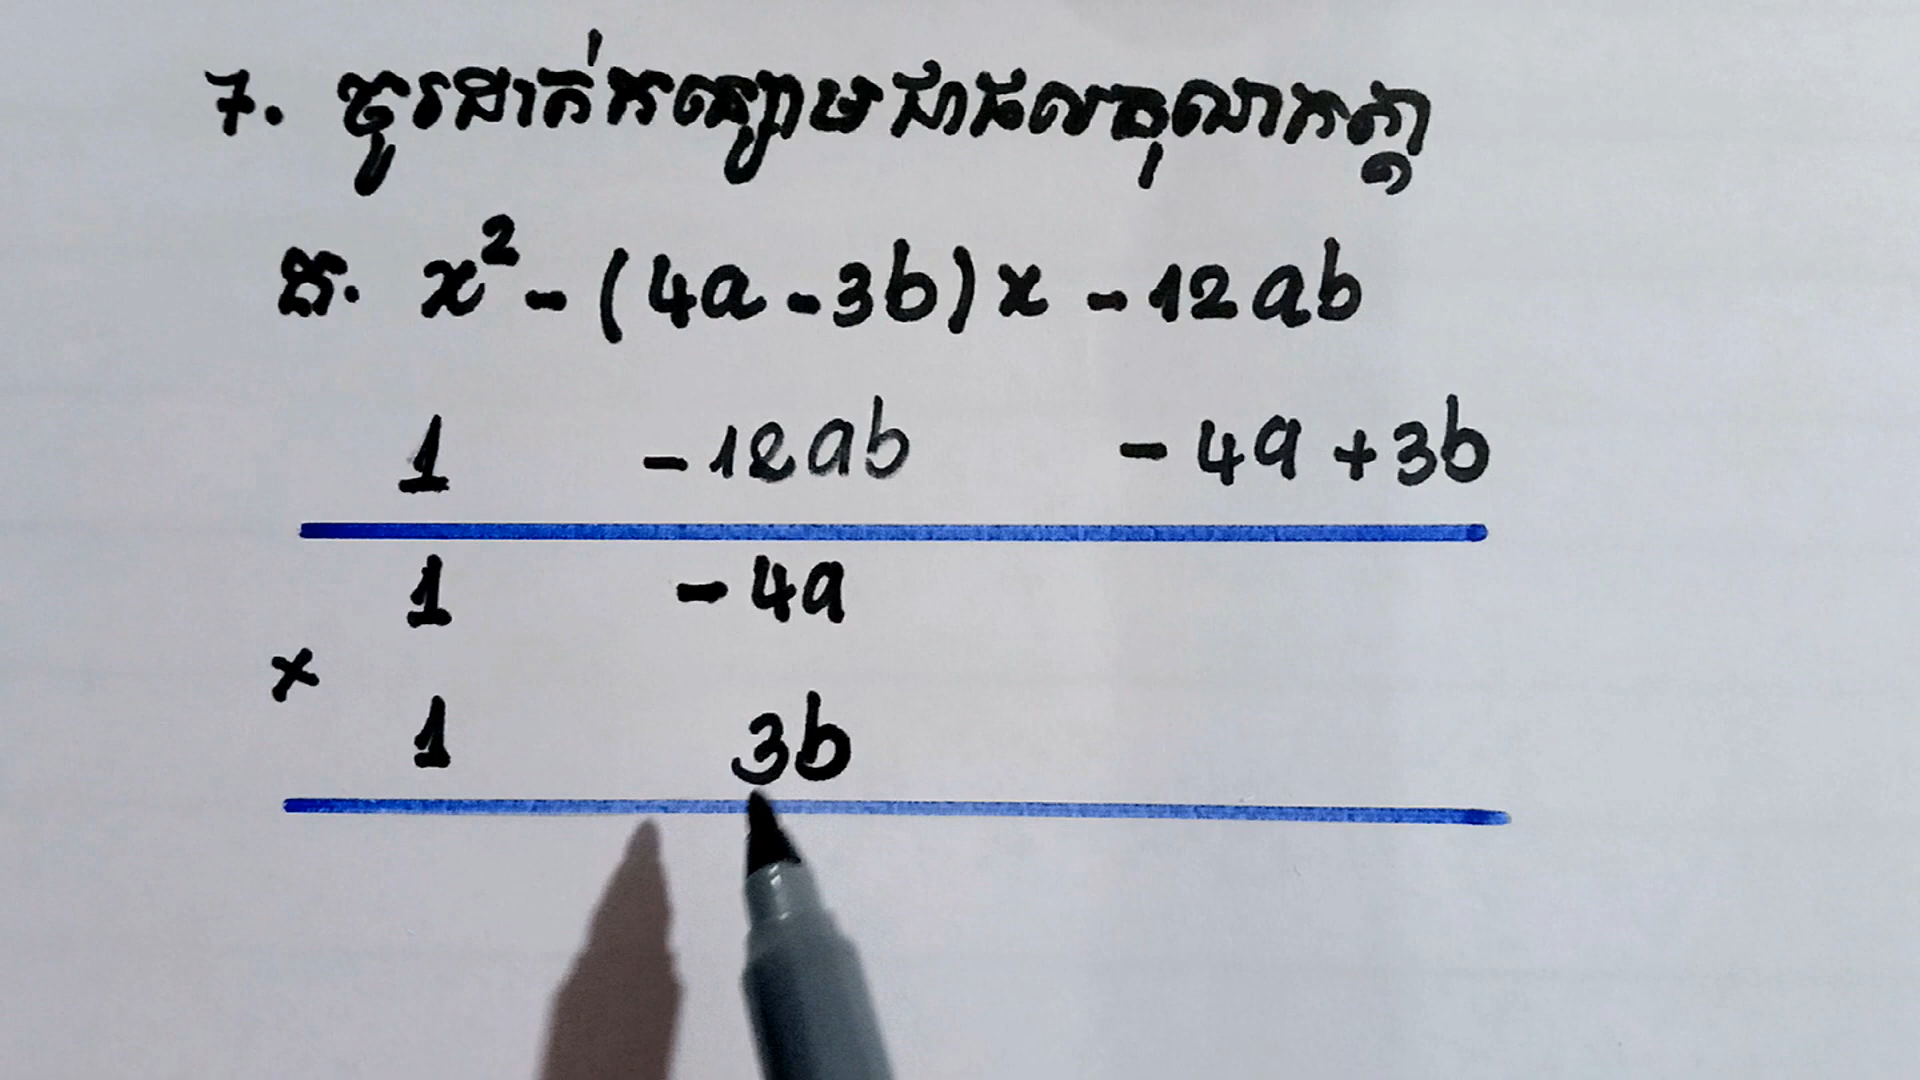 7. ចូរដាក់កន្សោមជាផលគុណកត្តា
ង. x² - (4a - 3b)x - 12ab
1 -12ab -4a +3b
1 -4a
×
1 3b